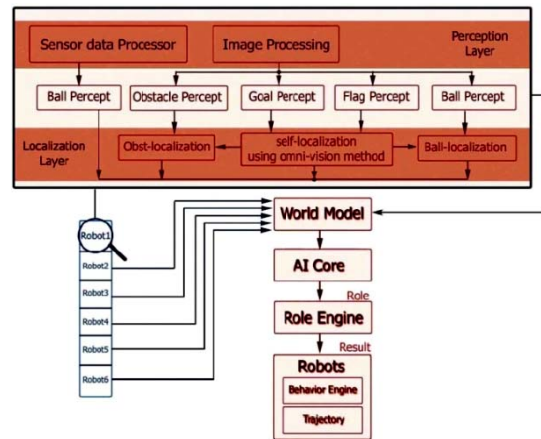 Sensor data Processor
Image Processing
Perception
Layer
Ball Percept
Obstacle Percept
Goal Percept
Flag Percept
Ball Percept
Localization
Layer
Obst-localization
self-localization
using omni-vision method
Ball-localization
Robot1
Robot2
Robot3
Robot4
Robot5
Robot6
World Model
AI Core
Role
Role Engine
Result
Robots
Behavior Engine
Trajectory